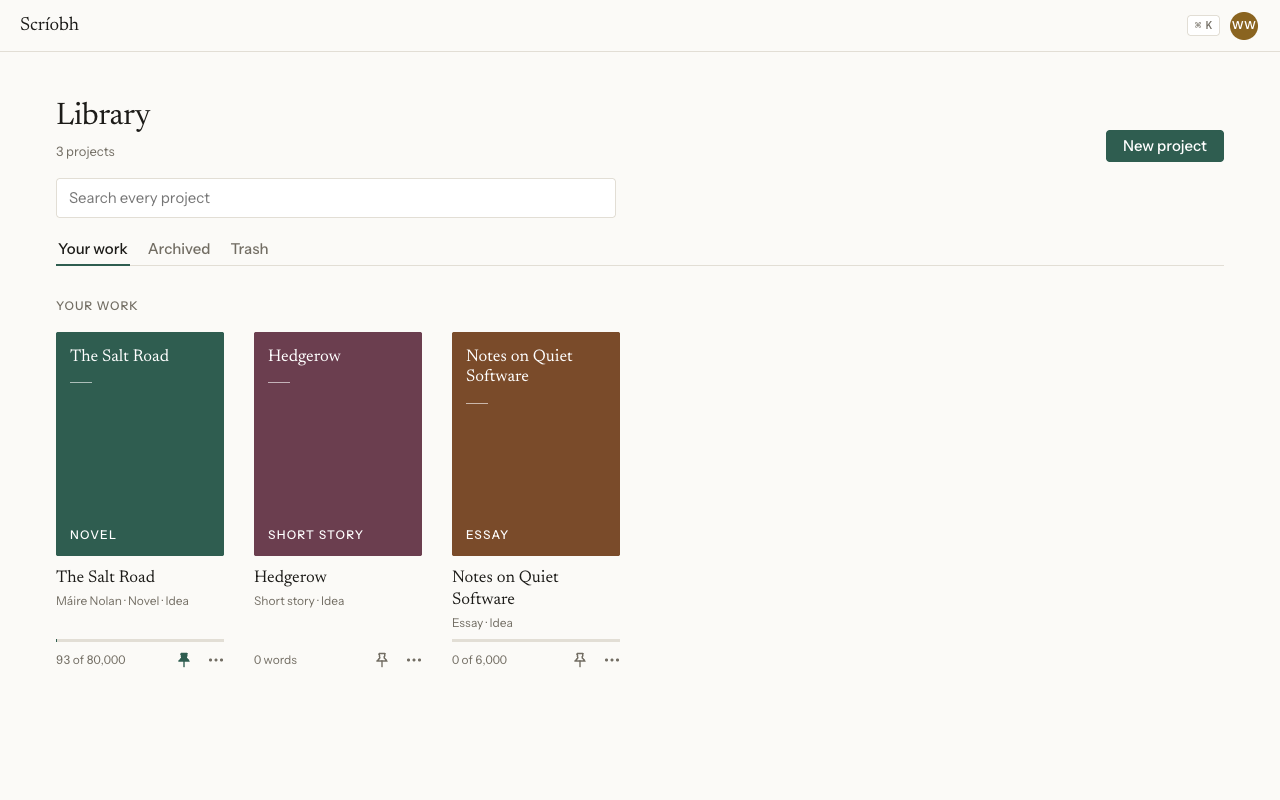 Scríobh
⌘ K
WW
Library
3 projects
New project
Search every project
Your work
Archived
Trash
YOUR WORK
The Salt Road
NOVEL
The Salt Road
Máire Nolan · Novel · Idea
93 of 80,000
Hedgerow
SHORT STORY
Hedgerow
Short story · Idea
0 words
Notes on Quiet
Software
ESSAY
Notes on Quiet
Software
Essay · Idea
0 of 6,000